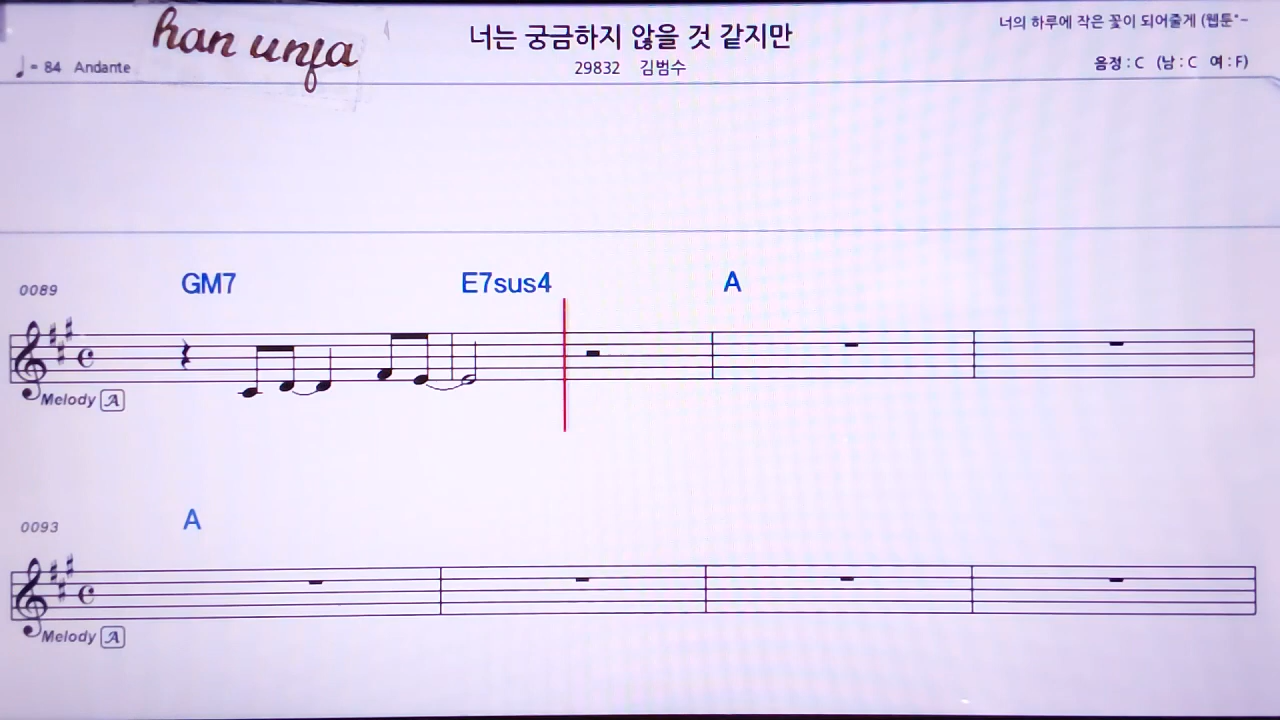 han unfa
너는 궁금하지 않을 것 같지만
너의 하루에 작은 꽃이 되어줄게 (웹툰"~
♩= 84 Andante
29832 김범수
음정 : C (남 : C 여 : F)
0089
GM7 E7sus4 A
Melody A
0093
A
Melody A